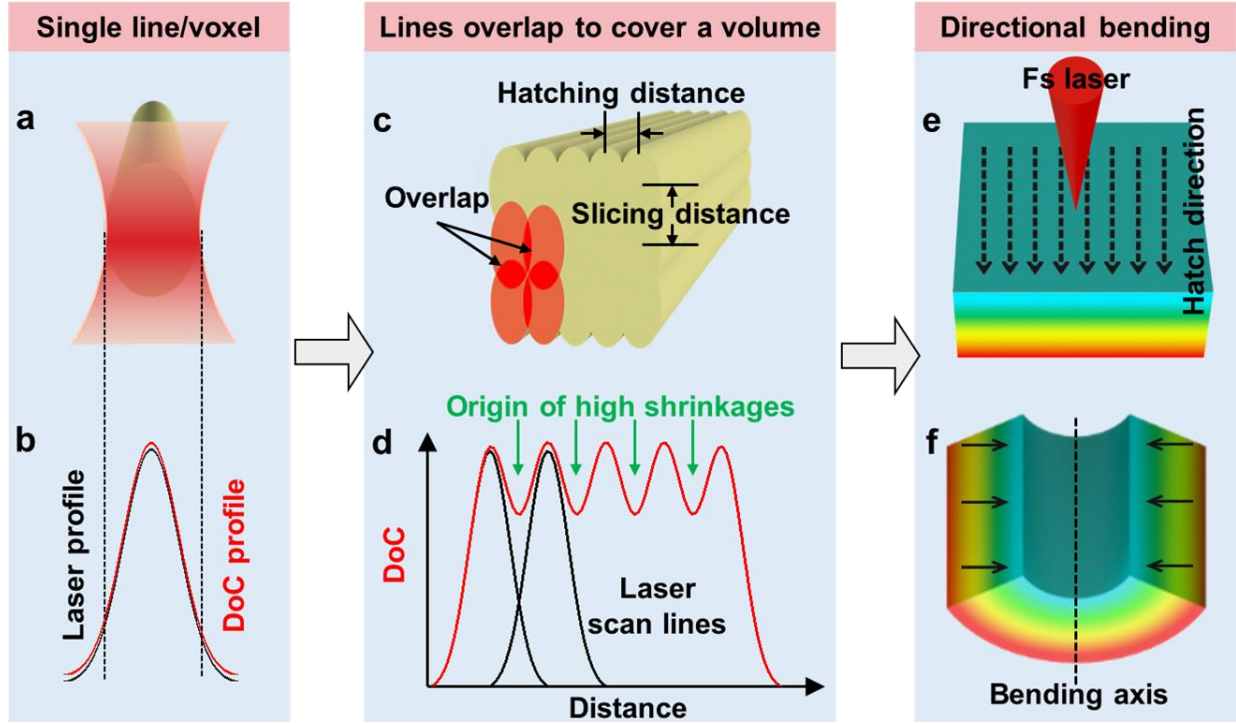 Single line/voxel
a
b
Laser profile
DoC profile
Lines overlap to cover a volume
c
Hatching distance
Overlap
Slicing distance
Origin of high shrinkages
d
DoC
Laser
scan lines
Distance
Directional bending
Fs laser
e
Hatch direction
f
Bending axis